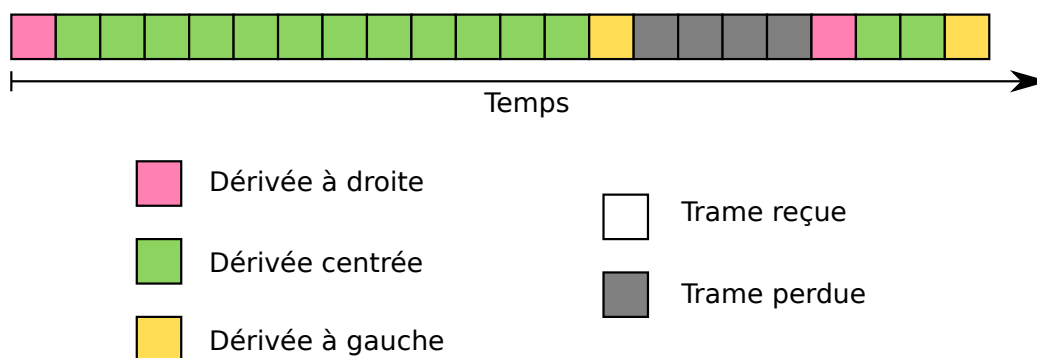 Temps
Dérivée à droite
Dérivée centrée
Dérivée à gauche
Trame reçue
Trame perdue